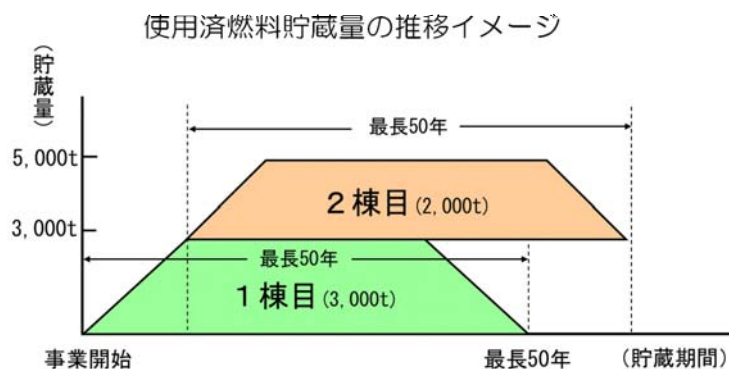 使用済燃料貯蔵量の推移イメージ
(貯蔵量)
最長50年
5,000t
2棟目(2,000t)
3,000t
最長50年
1棟目(3,000t)
事業開始
最長50年
(貯蔵期間)